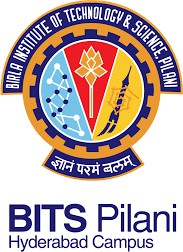 BIRLA INSTITUTE OF TECHNOLOGY & SCIENCE, PILANI
ज्ञानं परमं बलम्
BITS Pilani
Hyderabad Campus